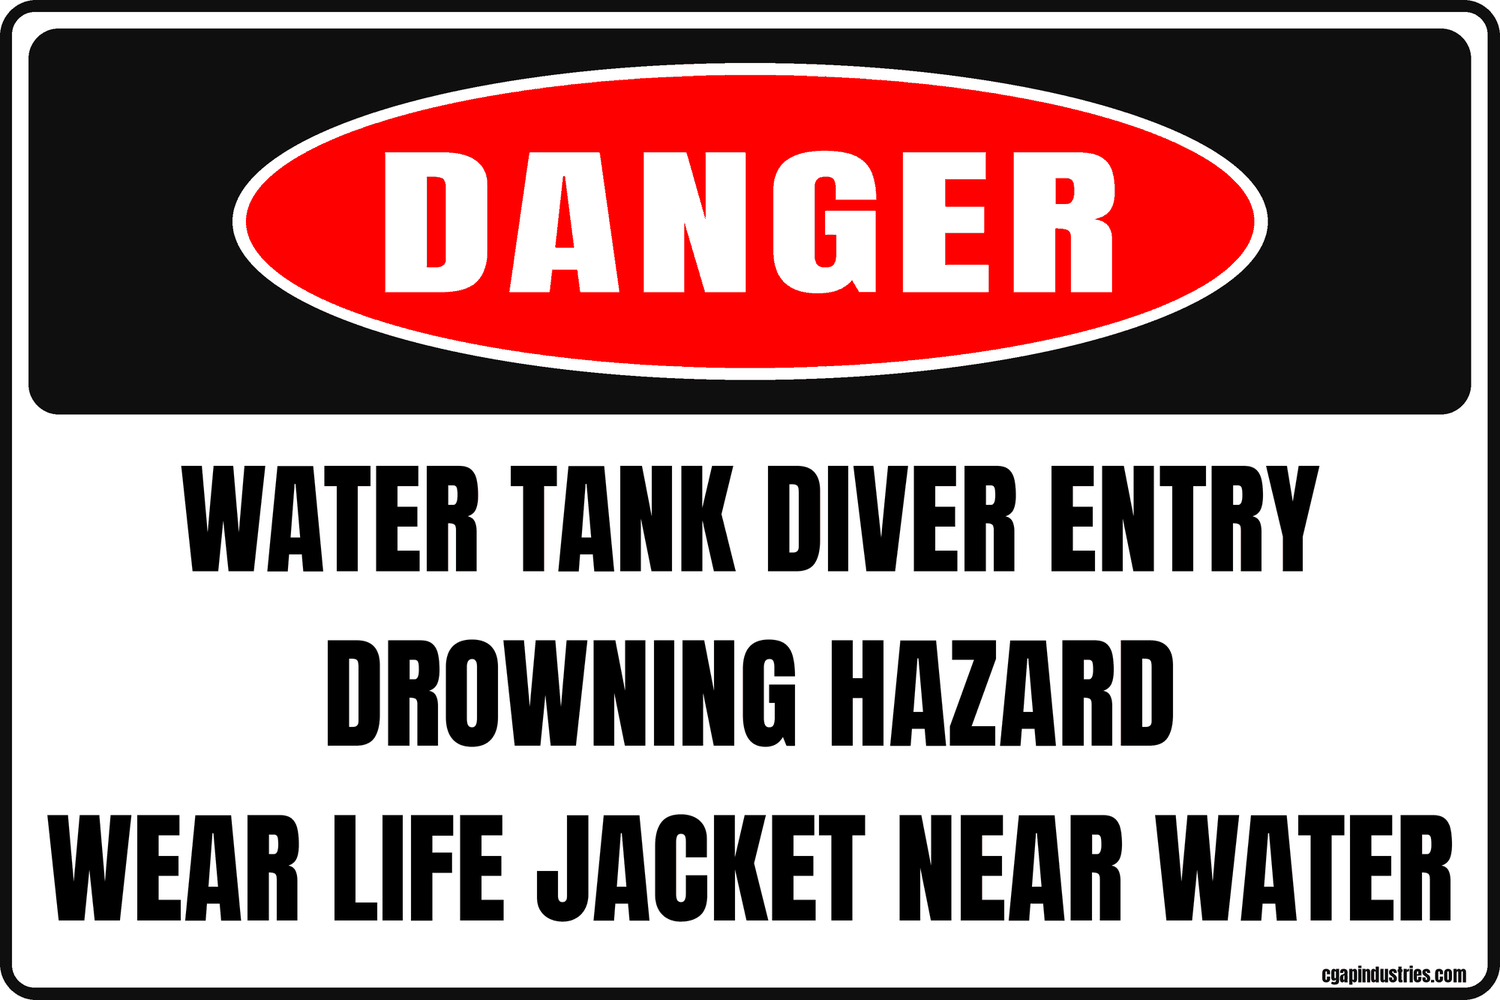 DANGER
WATER TANK DIVER ENTRY
DROWNING HAZARD
WEAR LIFE JACKET NEAR WATER
cgapindustries.com